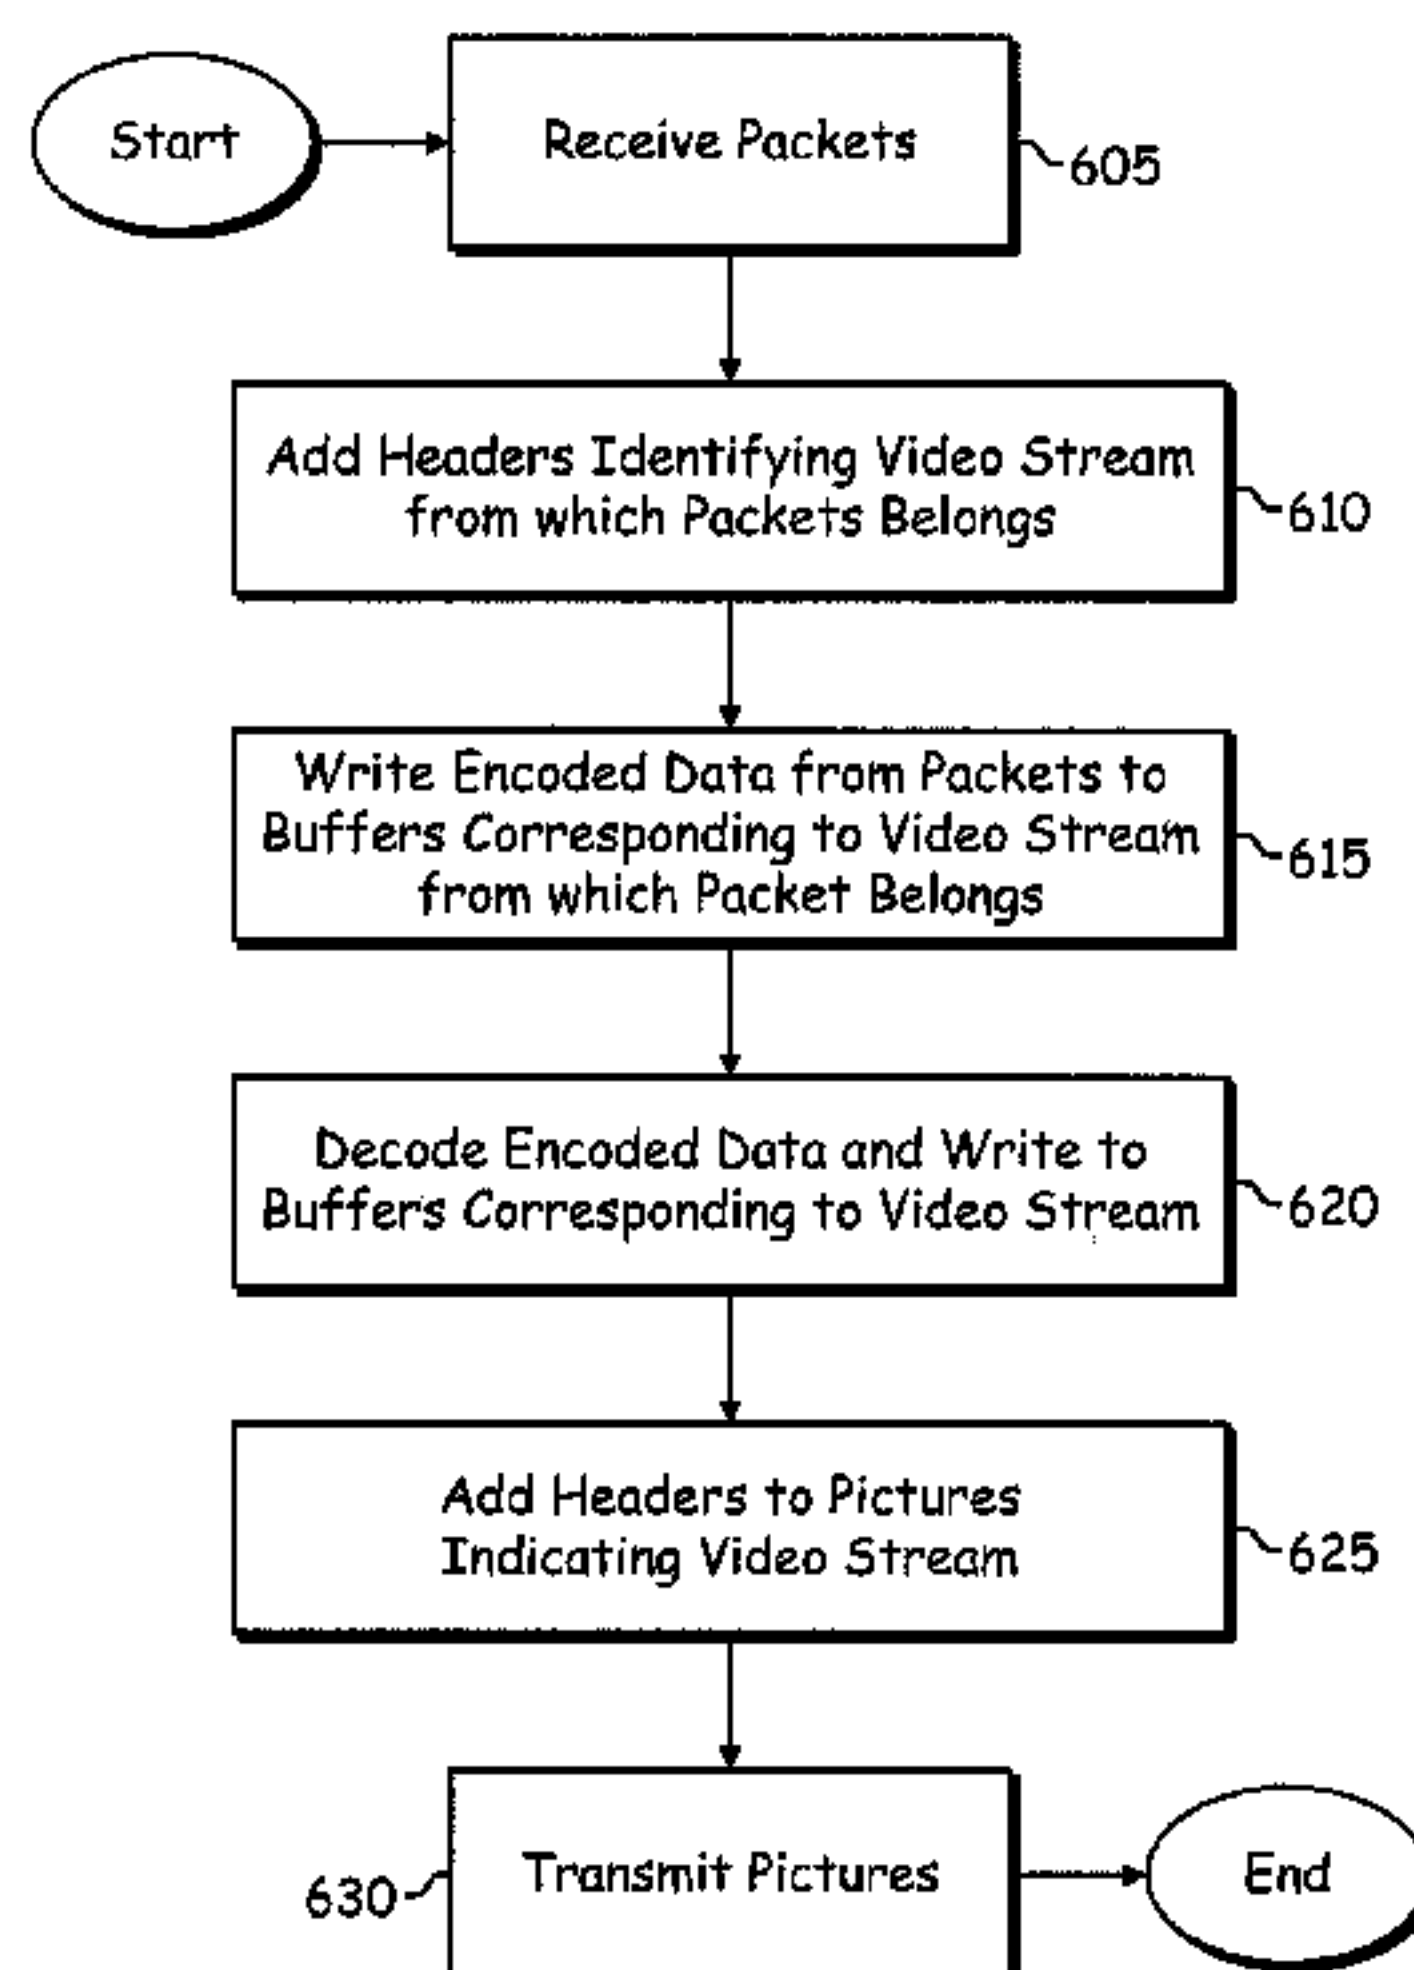 Start
Receive Packets
605
Add Headers Identifying Video Stream
from which Packets Belongs
610
Write Encoded Data from Packets to
Buffers Corresponding to Video Stream
from which Packet Belongs
615
Decode Encoded Data and Write to
Buffers Corresponding to Video Stream
620
Add Headers to Pictures
Indicating Video Stream
625
630
Transmit Pictures
End